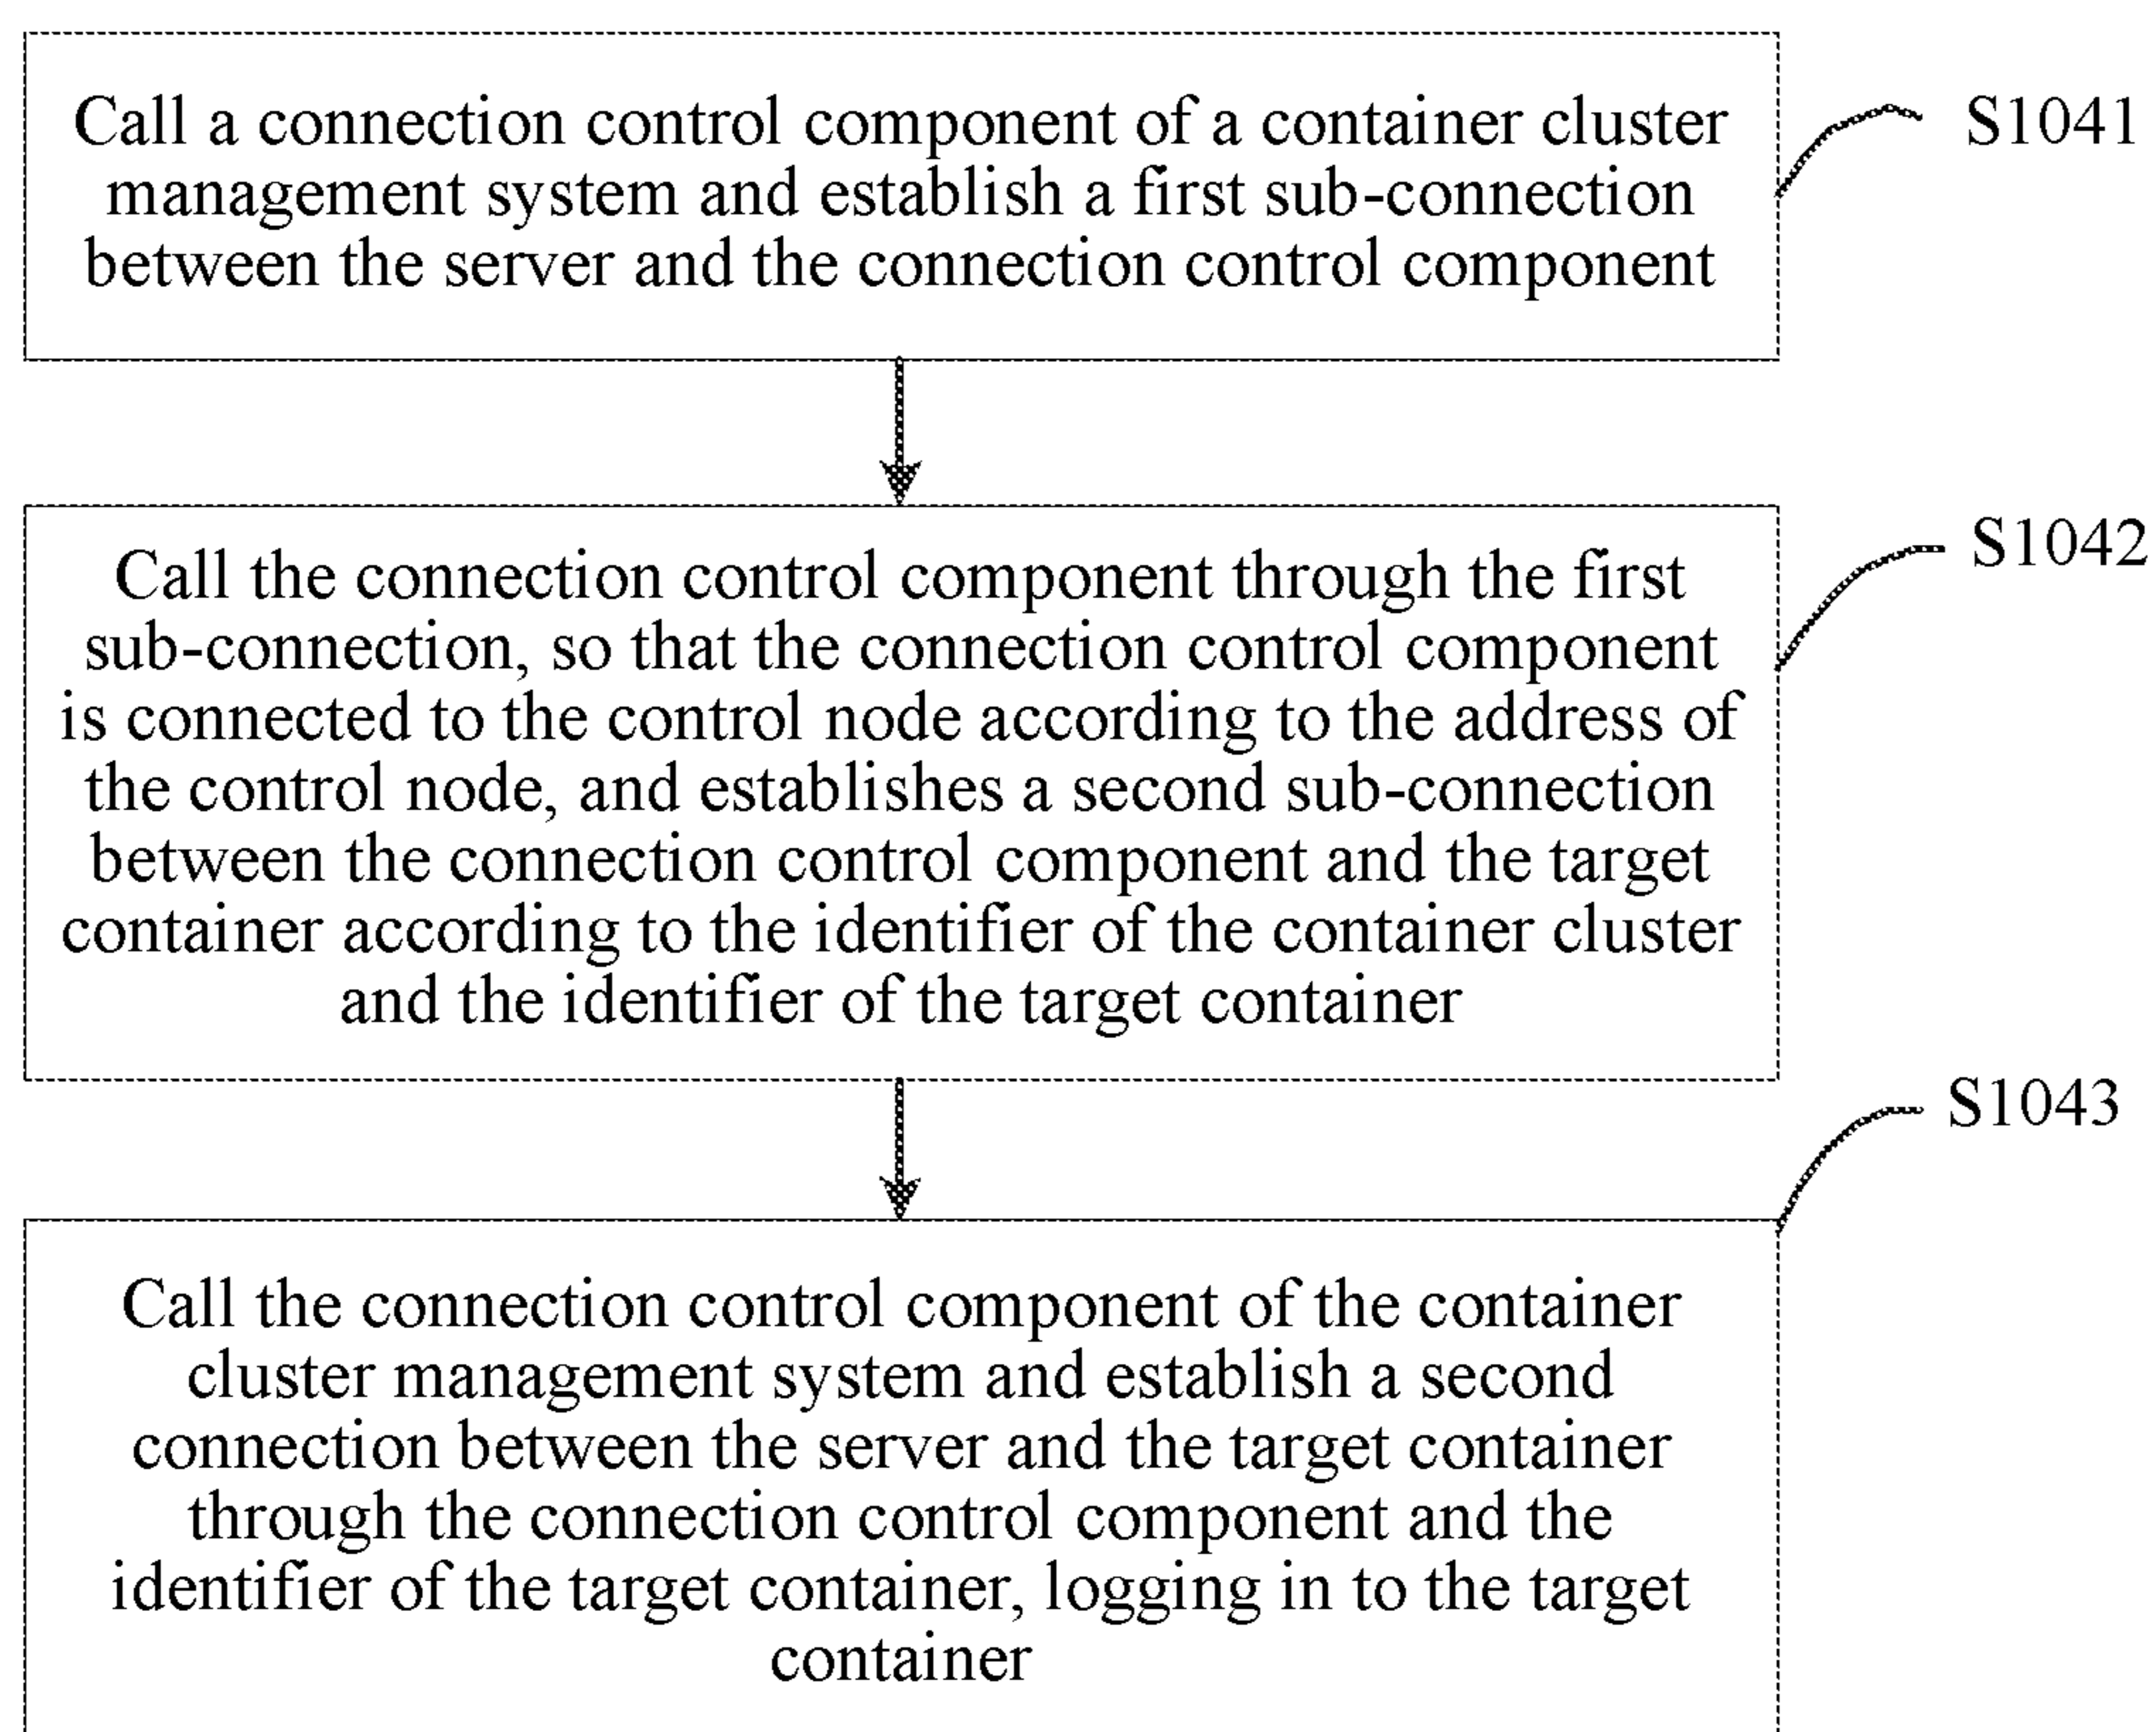 Call a connection control component of a container cluster
management system and establish a first sub-connection
between the server and the connection control component
S1041
Call the connection control component through the first
sub-connection, so that the connection control component
is connected to the control node according to the address of
the control node, and establishes a second sub-connection
between the connection control component and the target
container according to the identifier of the container cluster
and the identifier of the target container
S1042
Call the connection control component of the container
cluster management system and establish a second
connection between the server and the target container
through the connection control component and the
identifier of the target container, logging in to the target
container
S1043